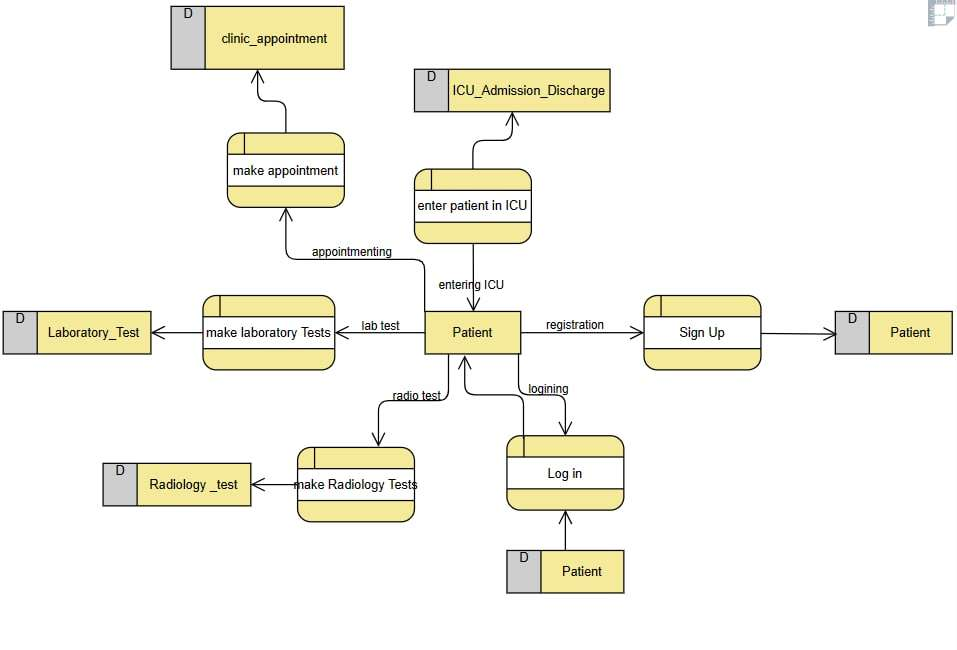 D
clinic_appointment
D
ICU_Admission_Discharge
make appointment
enter patient in ICU
appointmenting
entering ICU
D
Laboratory_Test
make laboratory Tests
lab test
Patient
registration
Sign Up
D
Patient
radio test
logining
D
Radiology _test
make Radiology Tests
Log in
D
Patient